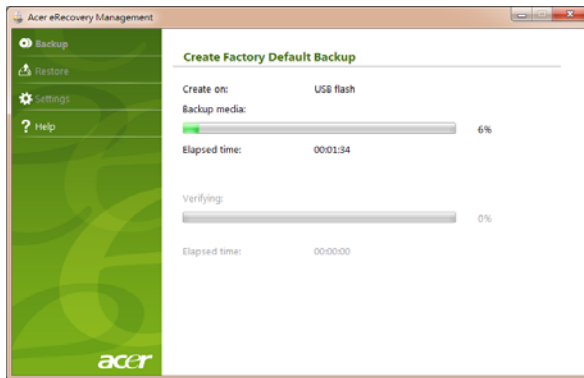 Acer eRecovery Management
Backup
Restore
Settings
? Help
Create Factory Default Backup
Create on: USB flash
Backup media:
6%
Elapsed time: 00:01:34
Verifying:
0%
Elapsed time: 00:00:00
acer